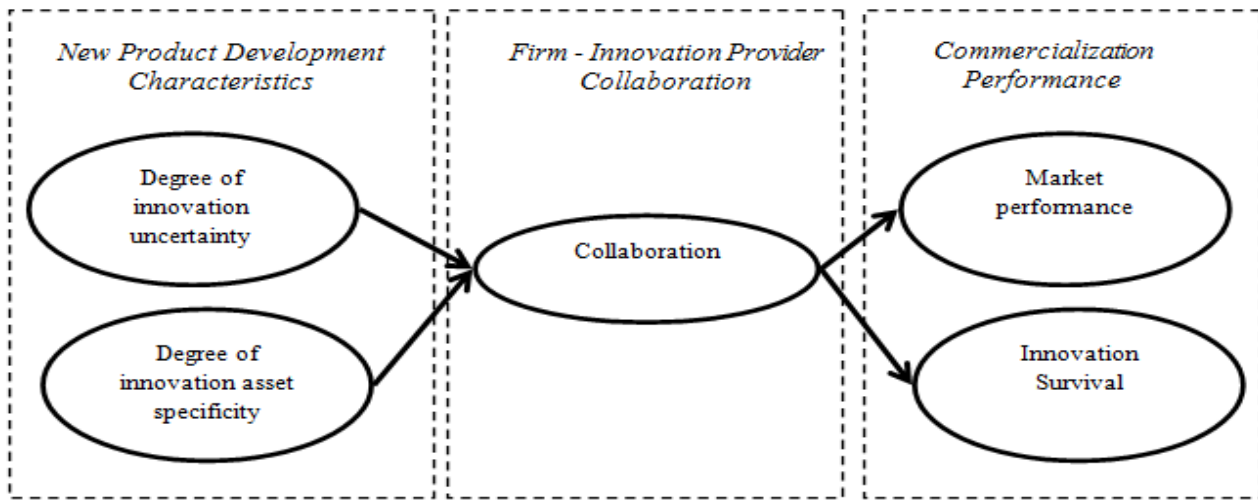 New Product Development
Characteristics
Firm - Innovation Provider
Collaboration
Commercialization
Performance
Degree of
innovation
uncertainty
Collaboration
Market
performance
Degree of
innovation asset
specificity
Innovation
Survival